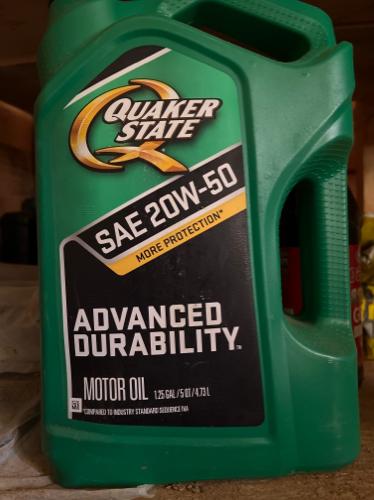 QUAKER
STATE
SAE 20W-50
MORE PROTECTION*
ADVANCED
DURABILITY™
MOTOR OIL 1.25 GAL / 5 QT / 4.73 L
*COMPARED TO INDUSTRY STANDARD SEQUENCE IVA